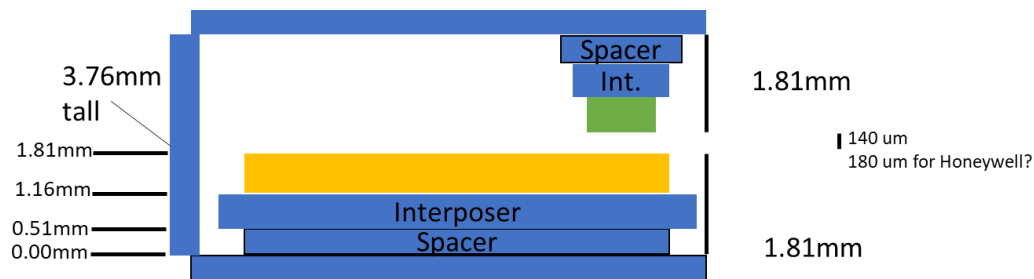 Spacer
Int.
3.76mm
tall
1.81mm
140 um
180 um for Honeywell?
1.81mm
1.16mm
0.51mm
0.00mm
Interposer
Spacer
1.81mm